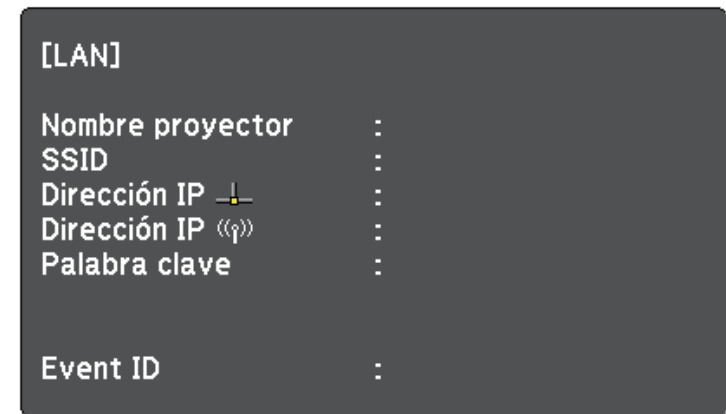 [LAN]
Nombre proyector :
SSID :
Dirección IP :
Dirección IP :
Palabra clave :
Event ID :